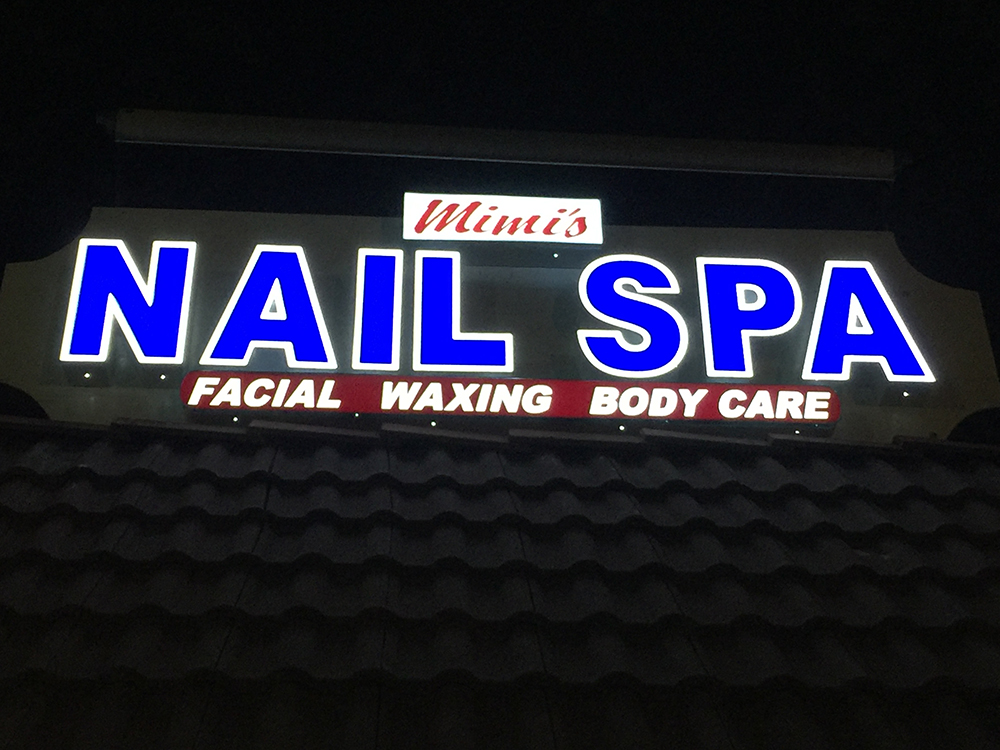 Mimi's
NAIL SPA
FACIAL WAXING BODY CARE